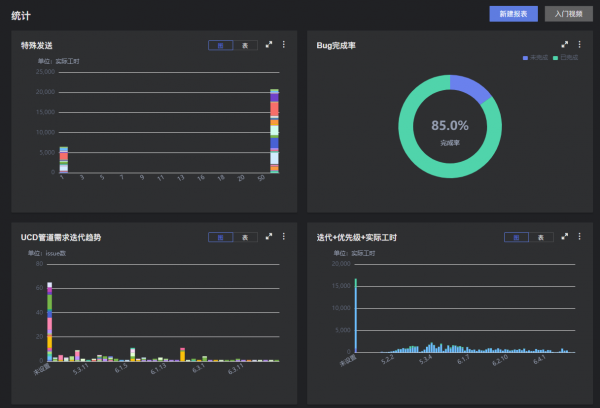 统计
新建报表
入门视频
特殊发送
图
表
单位：实际工时
25,000
20,000
15,000
10,000
5,000
0
1
3
5
7
9
11
13
16
18
20
50
Bug完成率
未完成
已完成
85.0%
完成率
UCD管道需求迭代趋势
图
表
单位：issue数
80
60
40
20
0
未设置
5.3.11
6.1.5
6.1.13
6.3.1
6.3.11
迭代+优先级+实际工时
图
表
单位：实际工时
20,000
15,000
10,000
5,000
0
未设置
5.2.2
5.3.4
6.1.7
6.2.10
6.4.1